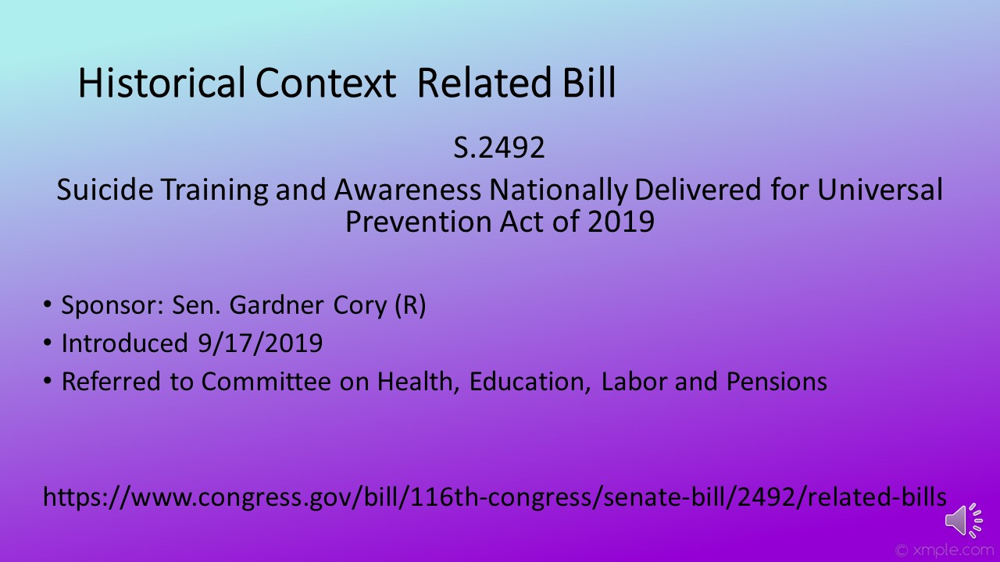 Historical Context  Related Bill
S.2492
Suicide Training and Awareness Nationally Delivered for Universal
Prevention Act of 2019
• Sponsor: Sen. Gardner Cory (R)
• Introduced 9/17/2019
• Referred to Committee on Health, Education, Labor and Pensions
https://www.congress.gov/bill/116th-congress/senate-bill/2492/related-bills
© xmple.com